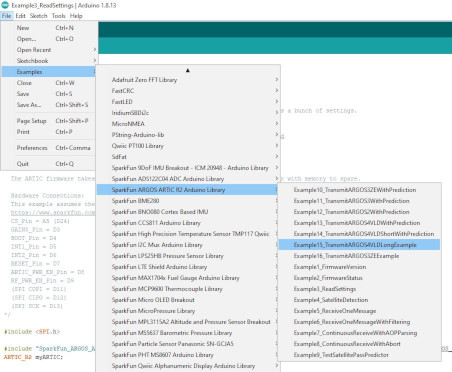 Example3_ReadSettings | Arduino 1.8.13
File Edit Sketch Tools Help
New Ctrl+N
Open... Ctrl+O
Open Recent
Sketchbook
Examples
Close Ctrl+W
Save Ctrl+S
Save As... Ctrl+Shift+S
Page Setup Ctrl+Shift+P
Print Ctrl+P
Preferences Ctrl+Comma
Quit Ctrl+Q
Adafruit Zero FFT Library
FastCRC
FastLED
IridiumSBDi2c
MicroNMEA
PString-Arduino-lib
Qwiic PT100 Library
SdFat
SparkFun 9DoF IMU Breakout - ICM 20948 - Arduino Library
SparkFun ADS122C04 ADC Arduino Library
SparkFun ARGOS ARTIC R2 Arduino Library
SparkFun BME280
SparkFun BNO080 Cortex Based IMU
SparkFun CCS811 Arduino Library
SparkFun High Precision Temperature Sensor TMP117 Qwiic
SparkFun I2C Mux Arduino Library
SparkFun LPS25HB Pressure Sensor Library
SparkFun LTE Shield Arduino Library
SparkFun MAX1704x Fuel Gauge Arduino Library
SparkFun MCP9600 Thermocouple Library
SparkFun Micro OLED Breakout
SparkFun MicroPressure Library
SparkFun MPL3115A2 Altitude and Pressure Sensor Breakout
SparkFun MS5637 Barometric Pressure Library
SparkFun Particle Sensor Panasonic SN-GCJA5
SparkFun PHT MS8607 Arduino Library
SparkFun Qwiic Alphanumeric Display Arduino Library
Example10_TransmitARGOS3ZEWithPrediction
Example11_TransmitARGOS3WithPrediction
Example12_TransmitARGOS2WithPrediction
Example13_TransmitARGOS4VLDWithPrediction
Example14_TransmitARGOS4VLDShortWithPrediction
Example15_TransmitARGOS4VLDLongExample
Example16_TransmitARGOS3ZEExample
Example1_FirmwareVersion
Example2_FirmwareStatus
Example3_ReadSettings
Example4_SatelliteDetection
Example5_ReceiveOneMessage
Example6_ReceiveOneMessageWithFiltering
Example7_ContinuousReceiveWithAOPParsing
Example8_ContinuousReceiveWithAbort
Example9_TestSatellitePassPredictor
s a bunch of settings.
The ARTIC firmware takes
with memory to spare.
Hardware Connections:
This example assumes the
https://www.sparkfun.com
CS_Pin = A5 (D24)
GAIN8_Pin = D3
BOOT_Pin = D4
INT1_Pin = D5
INT2_Pin = D6
RESET_Pin = D7
ARTIC_PWR_EN_Pin = D8
RF_PWR_EN_Pin = D9
(SPI COPI = D11)
(SPI CIPO = D12)
(SPI SCK = D13)
*/
#include <SPI.h>
#include "SparkFun_ARGOS_A
ARTIC_R2 myARTIC;